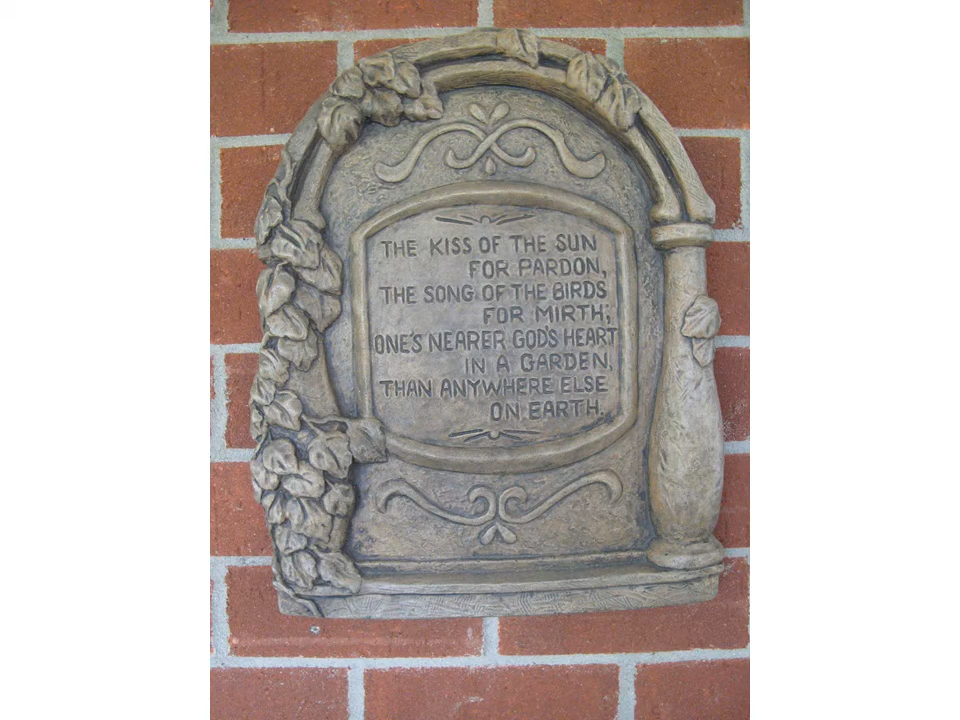 THE KISS OF THE SUN
FOR PARDON,
THE SONG OF THE BIRDS
FOR MIRTH;
ONE'S NEARER GOD'S HEART
IN A GARDEN,
THAN ANYWHERE ELSE
ON EARTH.